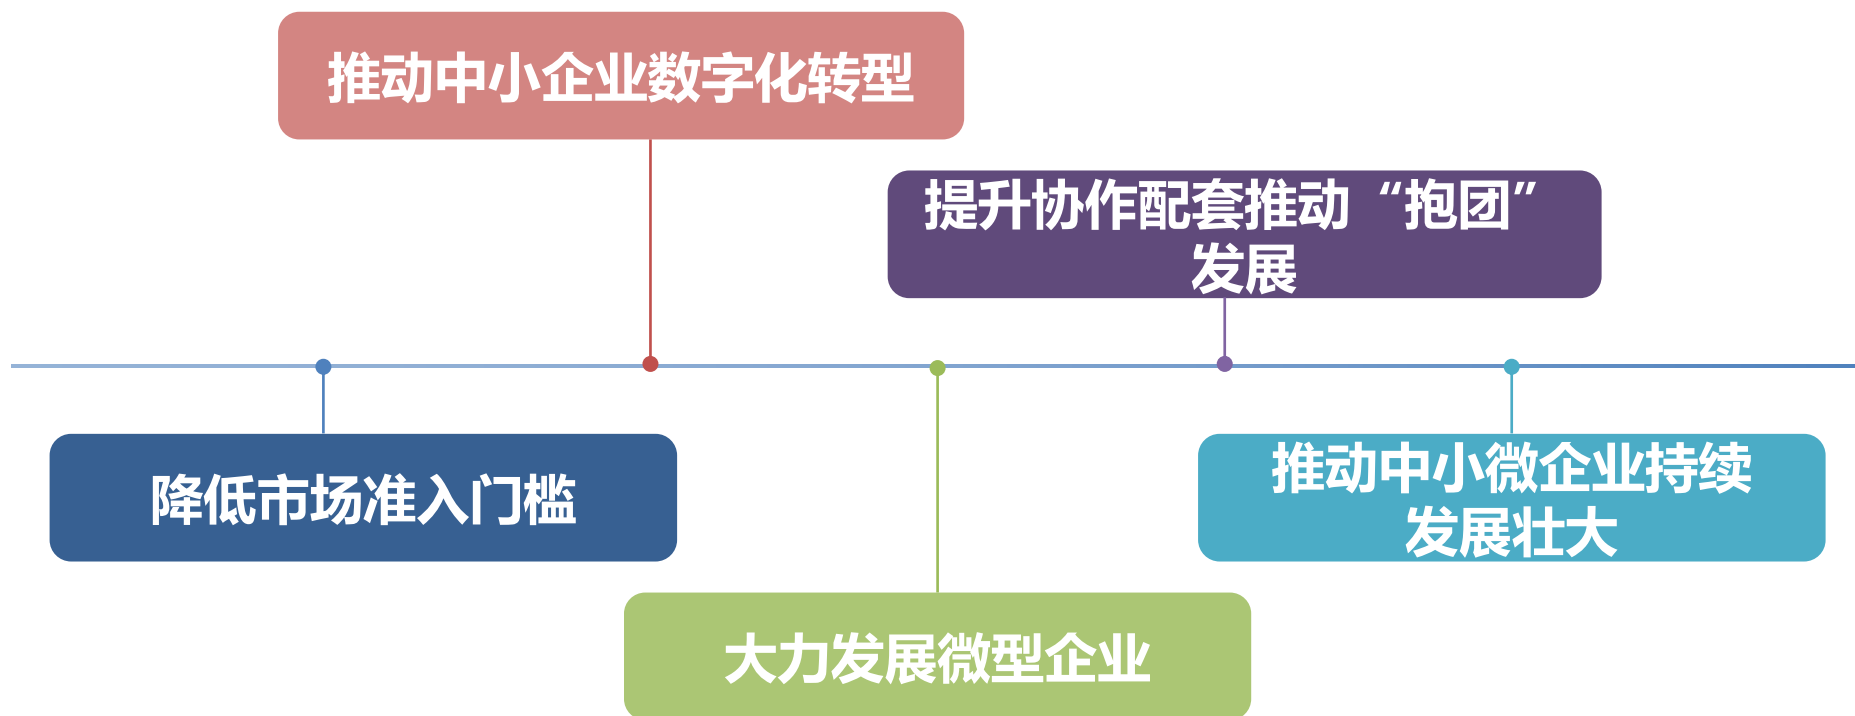 推动中小企业数字化转型
提升协作配套推动“抱团”
发展
降低市场准入门槛
推动中小微企业持续
发展壮大
大力发展微型企业